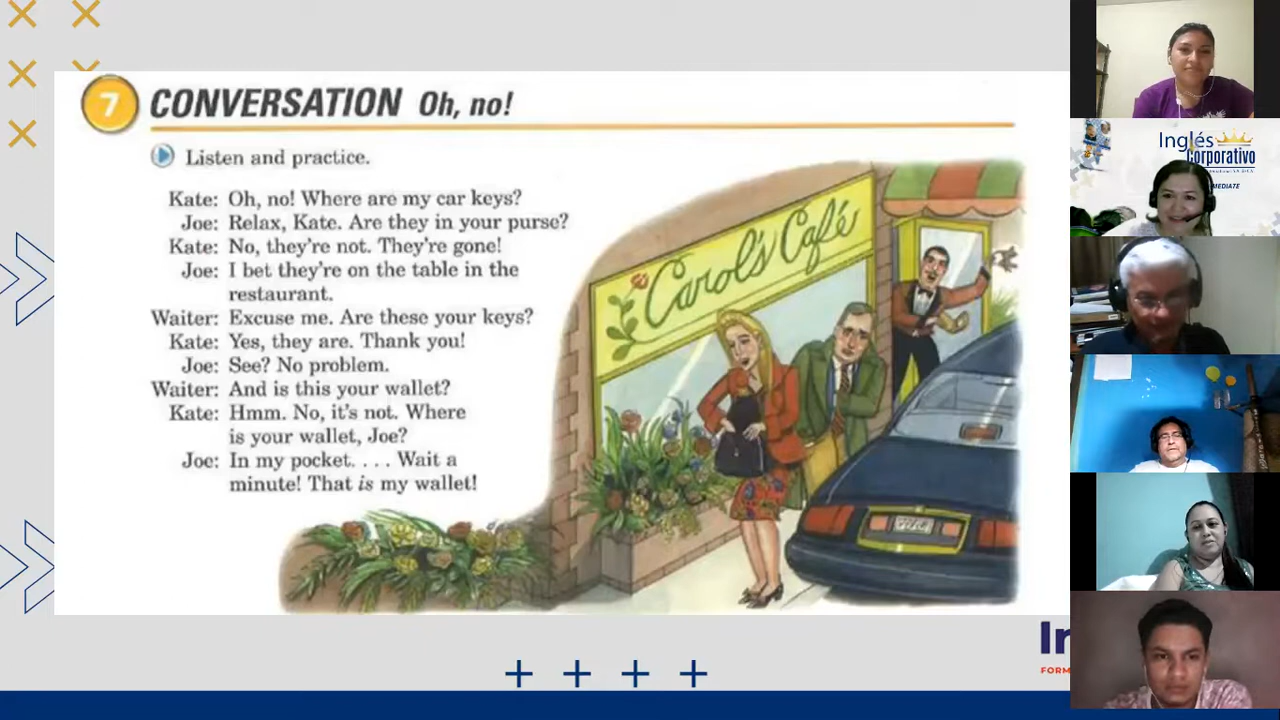 7 CONVERSATION Oh, no!
Listen and practice.
Kate: Oh, no! Where are my car keys?
Joe: Relax, Kate. Are they in your purse?
Kate: No, they're not. They're gone!
Joe: I bet they're on the table in the
restaurant.
Waiter: Excuse me. Are these your keys?
Kate: Yes, they are. Thank you!
Joe: See? No problem.
Waiter: And is this your wallet?
Kate: Hmm. No, it's not. Where
is your wallet, Joe?
Joe: In my pocket. . . . Wait a
minute! That is my wallet!
Carol's Café
Inglés
Corporativo